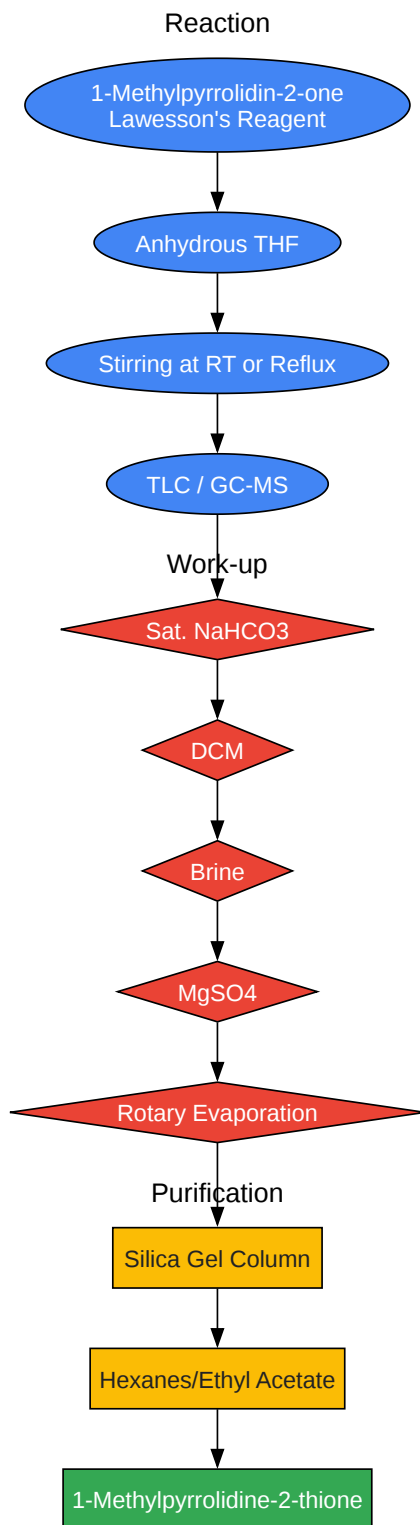 Reaction
1-Methylpyrrolidin-2-one
Lawesson's Reagent
Anhydrous THF
Stirring at RT or Reflux
TLC / GC-MS
Work-up
Sat. NaHCO3
DCM
Brine
MgSO4
Rotary Evaporation
Purification
Silica Gel Column
Hexanes/Ethyl Acetate
1-Methylpyrrolidine-2-thione